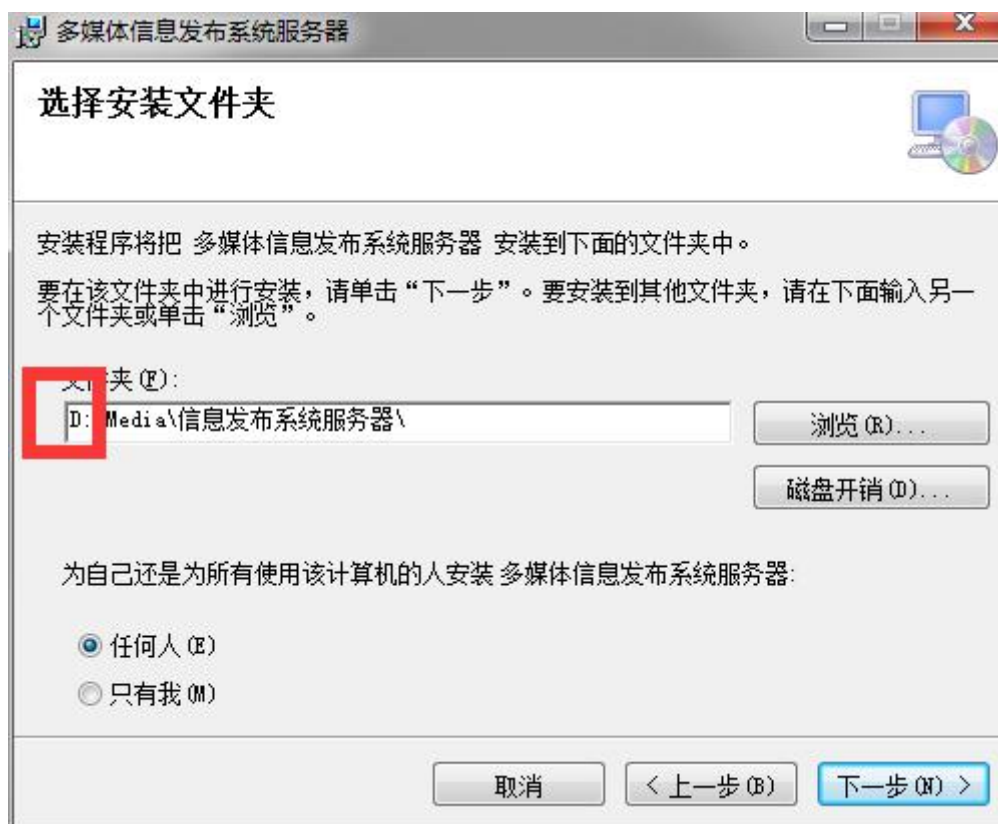 多媒体信息发布系统服务器
选择安装文件夹
安装程序将把 多媒体信息发布系统服务器 安装到下面的文件夹中。
要在该文件夹中进行安装，请单击“下一步”。要安装到其他文件夹，请在下面输入另一
个文件夹或单击“浏览”。
文件夹(F):
D:\Media\信息发布系统服务器\
浏览(R)...
磁盘开销(D)...
为自己还是为所有使用该计算机的人安装 多媒体信息发布系统服务器:
任何人(E)
只有我(M)
取消
< 上一步(B)
下一步(N) >